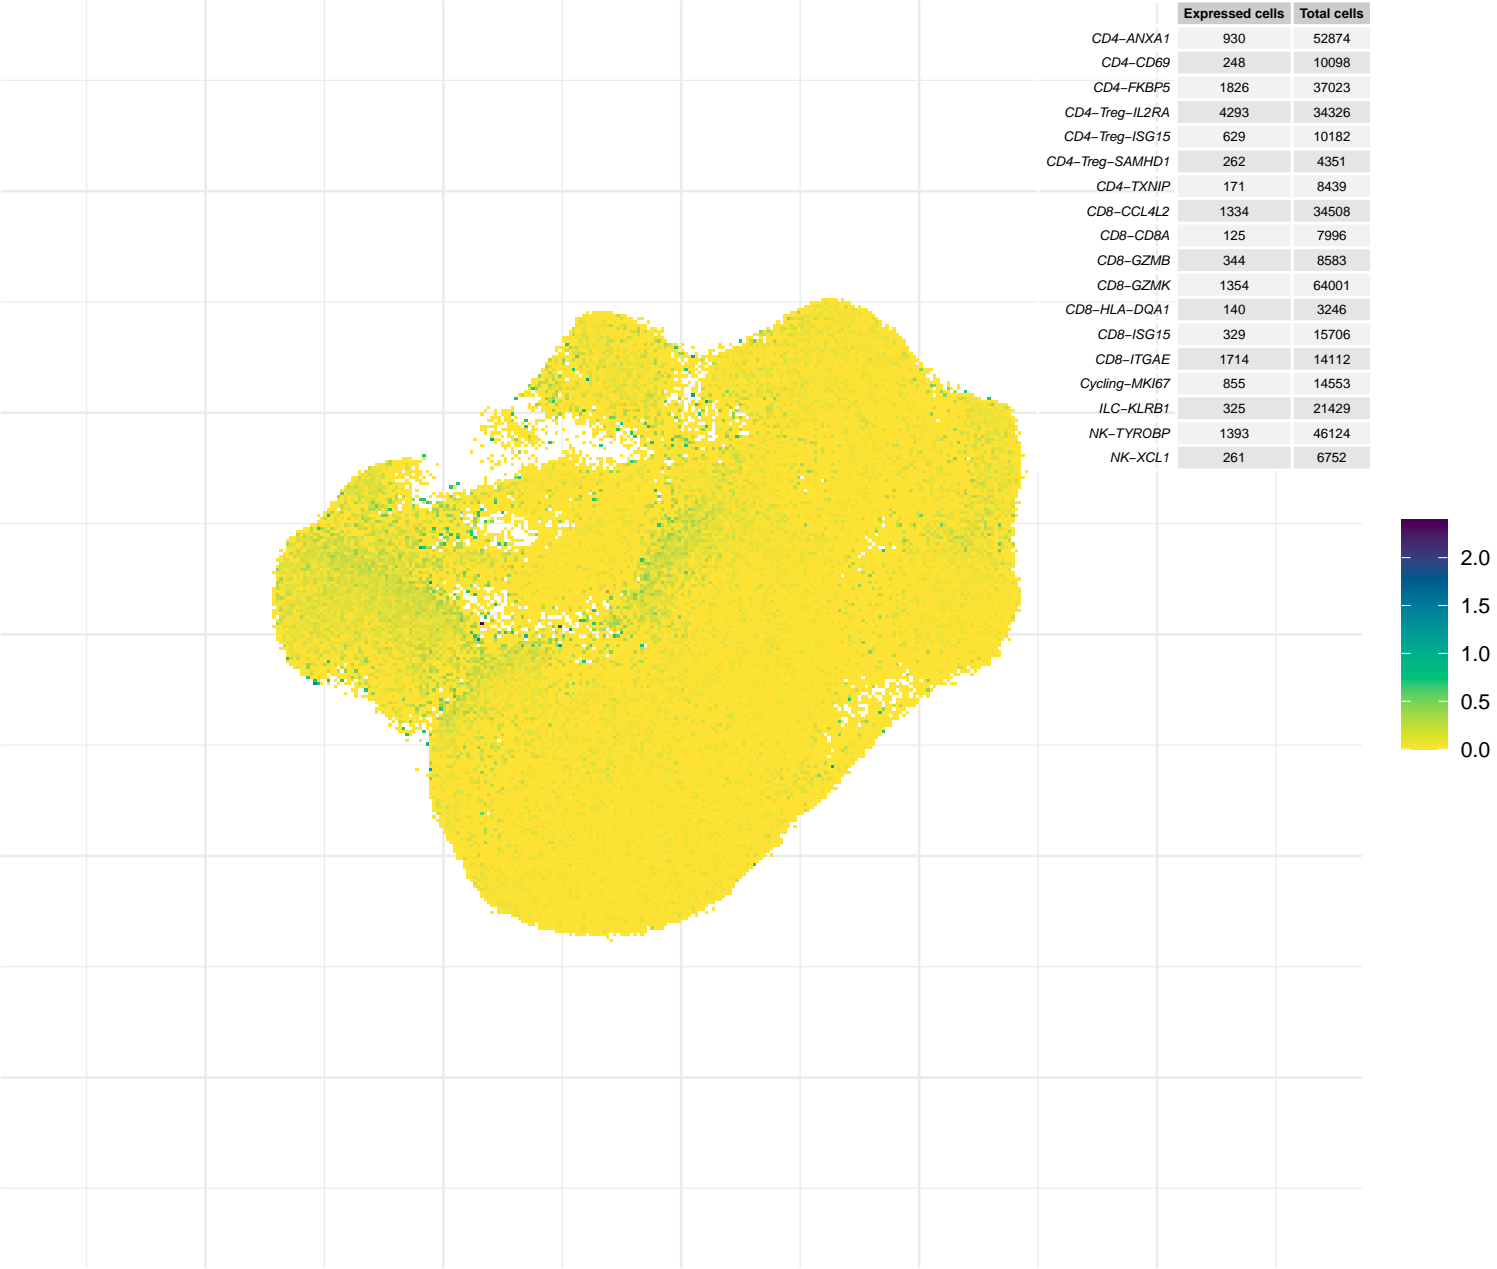 Expressed cells Total cells
CD4−ANXA1 930 52874
CD4−CD69 248 10098
CD4−FKBP5 1826 37023
CD4−Treg−IL2RA 4293 34326
CD4−Treg−ISG15 629 10182
CD4−Treg−SAMHD1 262 4351
CD4−TXNIP 171 8439
CD8−CCL4L2 1334 34508
CD8−CD8A 125 7996
CD8−GZMB 344 8583
CD8−GZMK 1354 64001
CD8−HLA−DQA1 140 3246
CD8−ISG15 329 15706
CD8−ITGAE 1714 14112
Cycling−MKI67 855 14553
ILC−KLRB1 325 21429
NK−TYROBP 1393 46124
NK−XCL1 261 6752
2.0
1.5
1.0
0.5
0.0